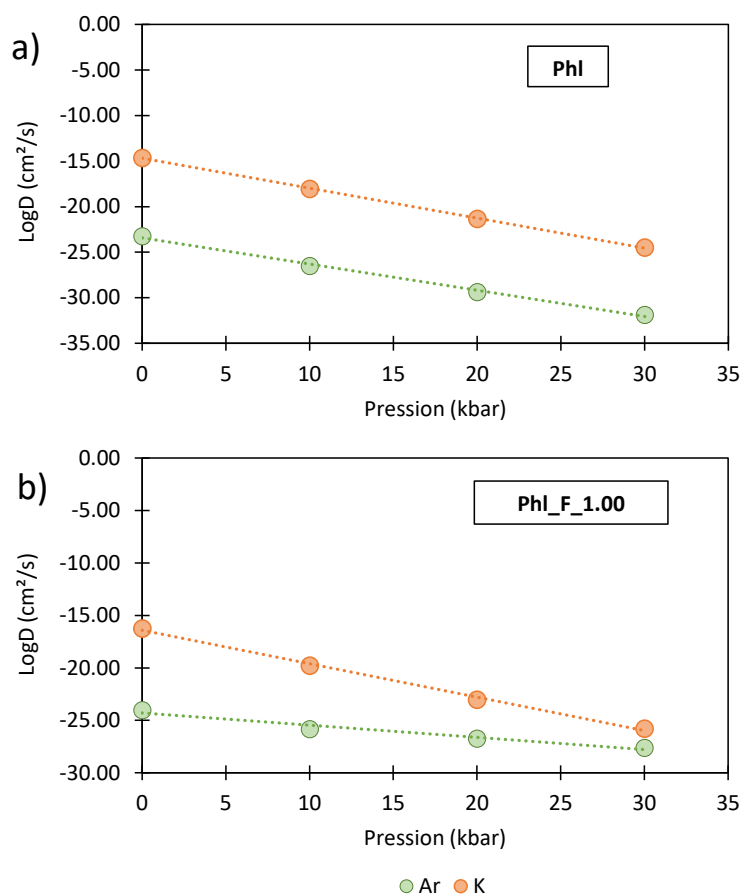 a)
Phl
0.00
-5.00
-10.00
-15.00
-20.00
-25.00
-30.00
-35.00
LogD (cm²/s)
0 5 10 15 20 25 30 35
Pression (kbar)
b)
Phl_F_1.00
0.00
-5.00
-10.00
-15.00
-20.00
-25.00
-30.00
LogD (cm²/s)
0 5 10 15 20 25 30 35
Pression (kbar)
Ar K